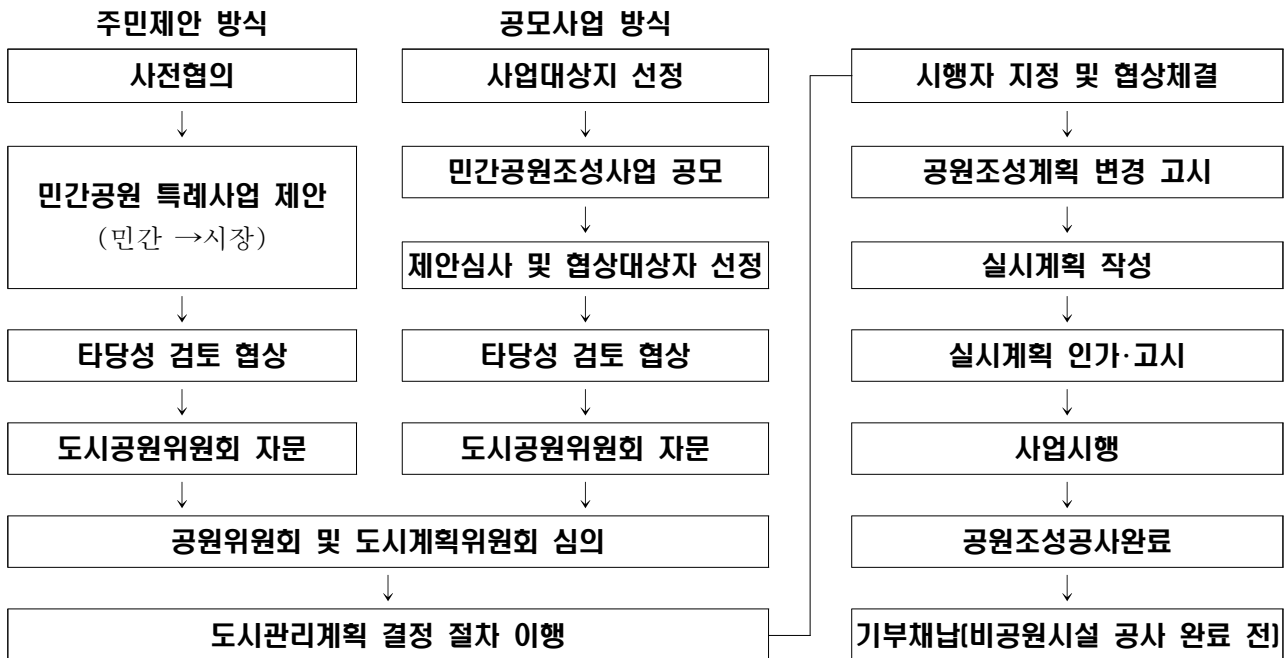 주민제안 방식
사전협의
↓
민간공원 특례사업 제안
(민간 →시장)
↓
타당성 검토 협상
↓
도시공원위원회 자문
↓
공모사업 방식
사업대상지 선정
↓
민간공원조성사업 공모
↓
제안심사 및 협상대상자 선정
↓
타당성 검토 협상
↓
도시공원위원회 자문
↓
공원위원회 및 도시계획위원회 심의
↓
도시관리계획 결정 절차 이행
시행자 지정 및 협상체결
↓
공원조성계획 변경 고시
↓
실시계획 작성
↓
실시계획 인가·고시
↓
사업시행
↓
공원조성공사완료
↓
기부채납(비공원시설 공사 완료 전)